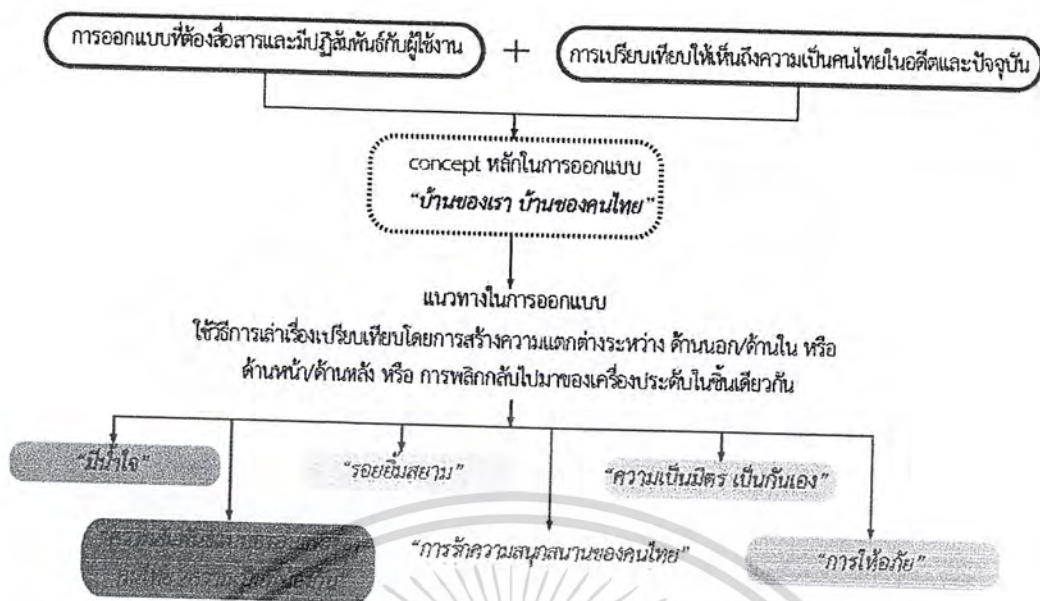 การออกแบบที่ต้องสื่อสารและมีปฏิสัมพันธ์กับผู้ใช้งาน
+
การเปรียบเทียบให้เห็นถึงความเป็นคนไทยในอดีตและปัจจุบัน
concept หลักในการออกแบบ
“บ้านของเรา บ้านของคนไทย”
แนวทางในการออกแบบ
ใช้วิธีการเล่าเรื่องเปรียบเทียบโดยการสร้างความแตกต่างระหว่าง ด้านนอก/ด้านใน หรือ
ด้านหน้า/ด้านหลัง หรือ การพลิกกลับไปมาของเครื่องประดับในชิ้นเดียวกัน
“มีน้ำใจ”
“รอยยิ้มสยาม”
“ความเป็นมิตร เป็นกันเอง”
“การรักความสนุกสนานของคนไทย”
“การให้อภัย”